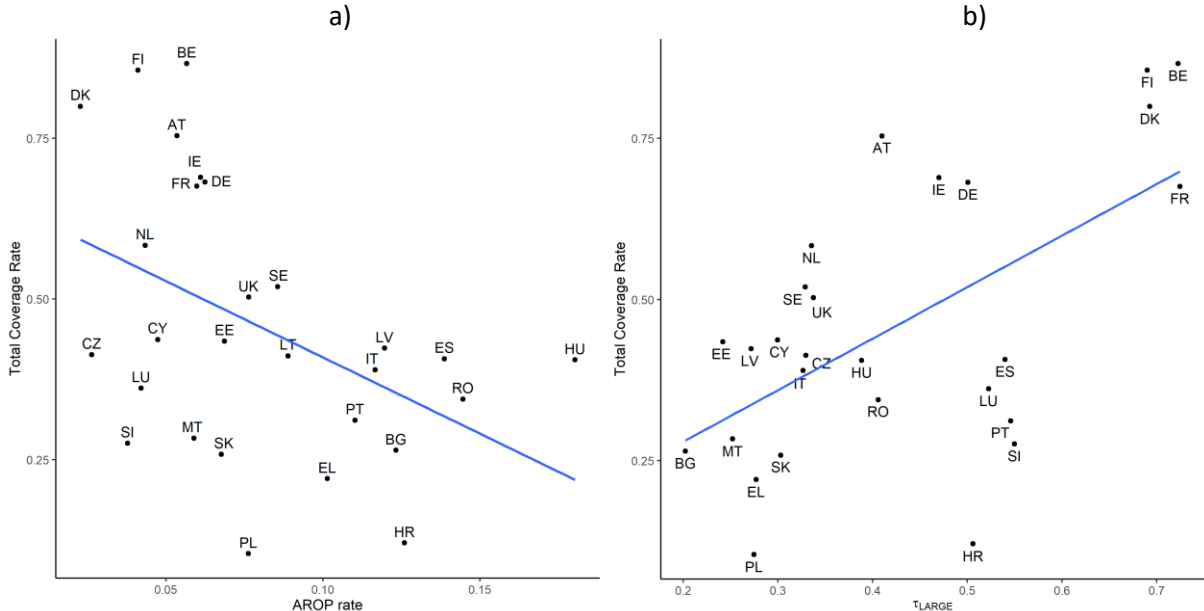 a)
Total Coverage Rate
0.75
0.50
0.25
FI
BE
DK
AT
IE
FR
DE
NL
SE
UK
CZ
CY
EE
LT
LV
IT
ES
HU
LU
RO
SI
MT
SK
PT
BG
EL
PL
HR
0.05
0.10
0.15
AROP rate
b)
Total Coverage Rate
0.75
0.50
0.25
FI
BE
DK
AT
IE
DE
FR
NL
SE
UK
EE
LV
CY
CZ
IT
HU
ES
RO
LU
PT
SI
BG
MT
SK
EL
HR
PL
0.2
0.3
0.4
0.5
0.6
0.7
τLARGE